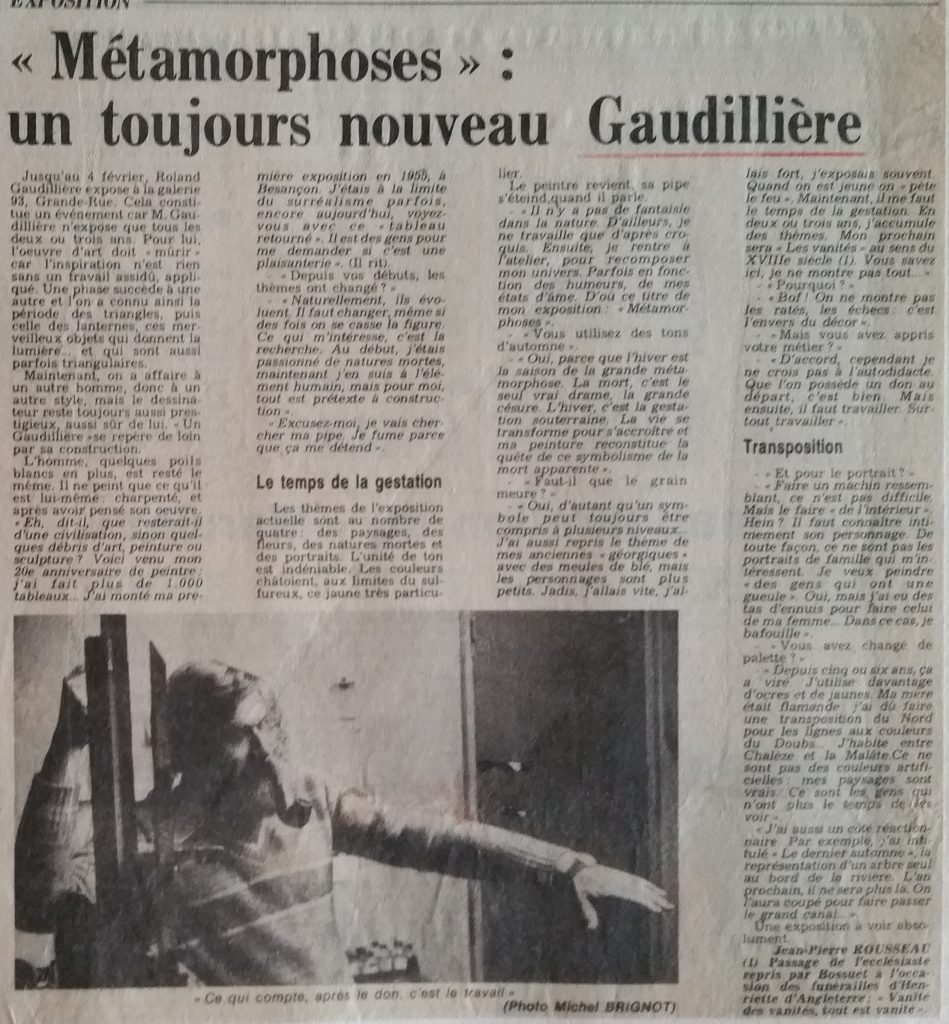 EXPOSITION
« Métamorphoses » :
un toujours nouveau Gaudillière
Jusqu'au 4 février, Roland
Gaudillière expose à la galerie
93, Grande-Rue. Cela consti-
tue un événement car M. Gau-
dillière n'expose que tous les
deux ou trois ans. Pour lui,
l'oeuvre d'art doit « mûrir »
car l'inspiration n'est rien
sans un travail assidu, appli-
qué. Une phase succède à une
autre et l'on a connu ainsi la
période des triangles, puis
celle des lanternes, ces mer-
veilleux objets qui donnent la
lumière... et qui sont aussi
parfois triangulaires.
Maintenant, on a affaire à
un autre homme, donc à un
autre style, mais le dessina-
teur reste toujours aussi pres-
tigieux, aussi sûr de lui. « Un
Gaudillière » se repère de loin
par sa construction.
L'homme, quelques poils
blancs en plus, est resté le
même. Il ne peint que ce qu'il
est lui-même : charpenté, et
après avoir pensé son oeuvre.
« Eh, dit-il, que resterait-il
d'une civilisation, sinon quel-
ques débris d'art, peinture ou
sculpture ? Voici venu mon
20e anniversaire de peintre :
j'ai fait plus de 1.000
tableaux... J'ai monté ma pre-
mière exposition en 1955, à
Besançon. J'étais à la limite
du surréalisme parfois,
encore aujourd'hui, voyez-
vous avec ce « tableau
retourné ». Il est des gens pour
me demander si c'est une
plaisanterie ». (Il rit).
- « Depuis vos débuts, les
thèmes ont changé ? »
- « Naturellement, ils évo-
luent. Il faut changer, même si
des fois on se casse la figure.
Ce qui m'intéresse, c'est la
recherche. Au début, j'étais
passionné de natures mortes,
maintenant j'en suis à l'élé-
ment humain, mais pour moi,
tout est prétexte à construc-
tion ».
« Excusez-moi, je vais cher-
cher ma pipe. Je fume parce
que ça me détend ».
Le temps de la gestation
Les thèmes de l'exposition
actuelle sont au nombre de
quatre : des paysages, des
fleurs, des natures mortes et
des portraits. L'unité de ton
est indéniable. Les couleurs
châtoient, aux limites du sul-
fureux, ce jaune très particu-
lier.
Le peintre revient, sa pipe
s'éteind quand il parle.
- « Il n'y a pas de fantaisie
dans la nature. D'ailleurs, je
ne travaille que d'après cro-
quis. Ensuite, je rentre à
l'atelier, pour recomposer
mon univers. Parfois en fonc-
tion des humeurs, de mes
états d'âme. D'où ce titre de
mon exposition : « Métamor-
phoses ».
- « Vous utilisez des tons
d'automne ».
- « Oui, parce que l'hiver est
la saison de la grande méta-
morphose. La mort, c'est le
seul vrai drame, la grande
césure. L'hiver, c'est la gesta-
tion souterraine. La vie se
transforme pour s'accroître et
ma peinture reconstitue la
quête de ce symbolisme de la
mort apparente ».
- « Faut-il que le grain
meure ? »
- « Oui, d'autant qu'un sym-
bole peut toujours être
compris à plusieurs niveaux...
J'ai aussi repris le thème de
mes anciennes « géorgiques »
avec des meules de blé, mais
les personnages sont plus
petits. Jadis, j'allais vite, j'al-
lais fort, j'exposais souvent.
Quand on est jeune on « pète
le feu ». Maintenant, il me faut
le temps de la gestation. En
deux ou trois ans, j'accumule
des thèmes. Mon prochain
sera « Les vanités » au sens du
XVIIIe siècle (1). Vous savez
ici, je ne montre pas tout... »
- « Pourquoi ? »
- « Bof ! On ne montre pas
les ratés, les échecs : c'est
l'envers du décor ».
- « Mais vous avez appris
votre métier ? »
- « D'accord, cependant je
ne crois pas à l'autodidacte.
Que l'on possède un don au
départ, c'est bien. Mais
ensuite, il faut travailler. Sur-
tout travailler ».
Transposition
- « Et pour le portrait ? »
- « Faire un machin ressem-
blant, ce n'est pas difficile.
Mais le faire « de l'intérieur ».
Hein ? Il faut connaître inti-
mement son personnage. De
toute façon, ce ne sont pas les
portraits de famille qui m'in-
téressent. Je veux peindre
« des gens qui ont une
gueule ». Oui, mais j'ai eu des
tas d'ennuis pour faire celui
de ma femme... Dans ce cas, je
bafouille ».
- « Vous avez changé de
palette ? »
- « Depuis cinq ou six ans, ça
a viré. J'utilise davantage
d'ocres et de jaunes. Ma mère
était flamande : j'ai dû faire
une transposition du Nord
pour les lignes aux couleurs
du Doubs... J'habite entre
Chalèze et la Malâte. Ce ne
sont pas des couleurs artifi-
cielles : mes paysages sont
vrais. Ce sont les gens qui
n'ont plus le temps de les
voir ».
« J'ai aussi un côté réaction-
naire. Par exemple, j'ai inti-
tulé « Le dernier automne », la
représentation d'un arbre seul
au bord de la rivière. L'an
prochain, il ne sera plus là. On
l'aura coupé pour faire passer
le grand canal... »
Une exposition à voir abso-
lument.
Jean-Pierre ROUSSEAU
(1) Passage de l'ecclésiaste
repris par Bossuet à l'occa-
sion des funérailles d'Hen-
riette d'Angleterre : « Vanité
des vanités, tout est vanité ».
« Ce qui compte, après le don, c'est le travail »
(Photo Michel BRIGNOT)